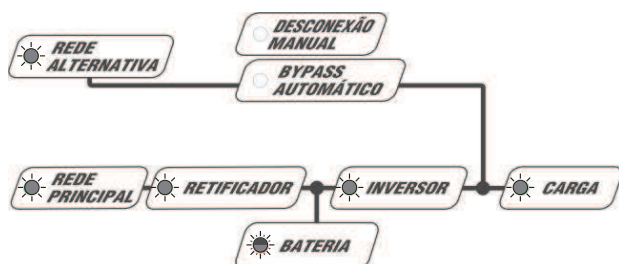 DESCONEXÃO
MANUAL
REDE
ALTERNATIVA
BYPASS
AUTOMÁTICO
REDE
PRINCIPAL
RETIFICADOR
INVERSOR
CARGA
BATERIA